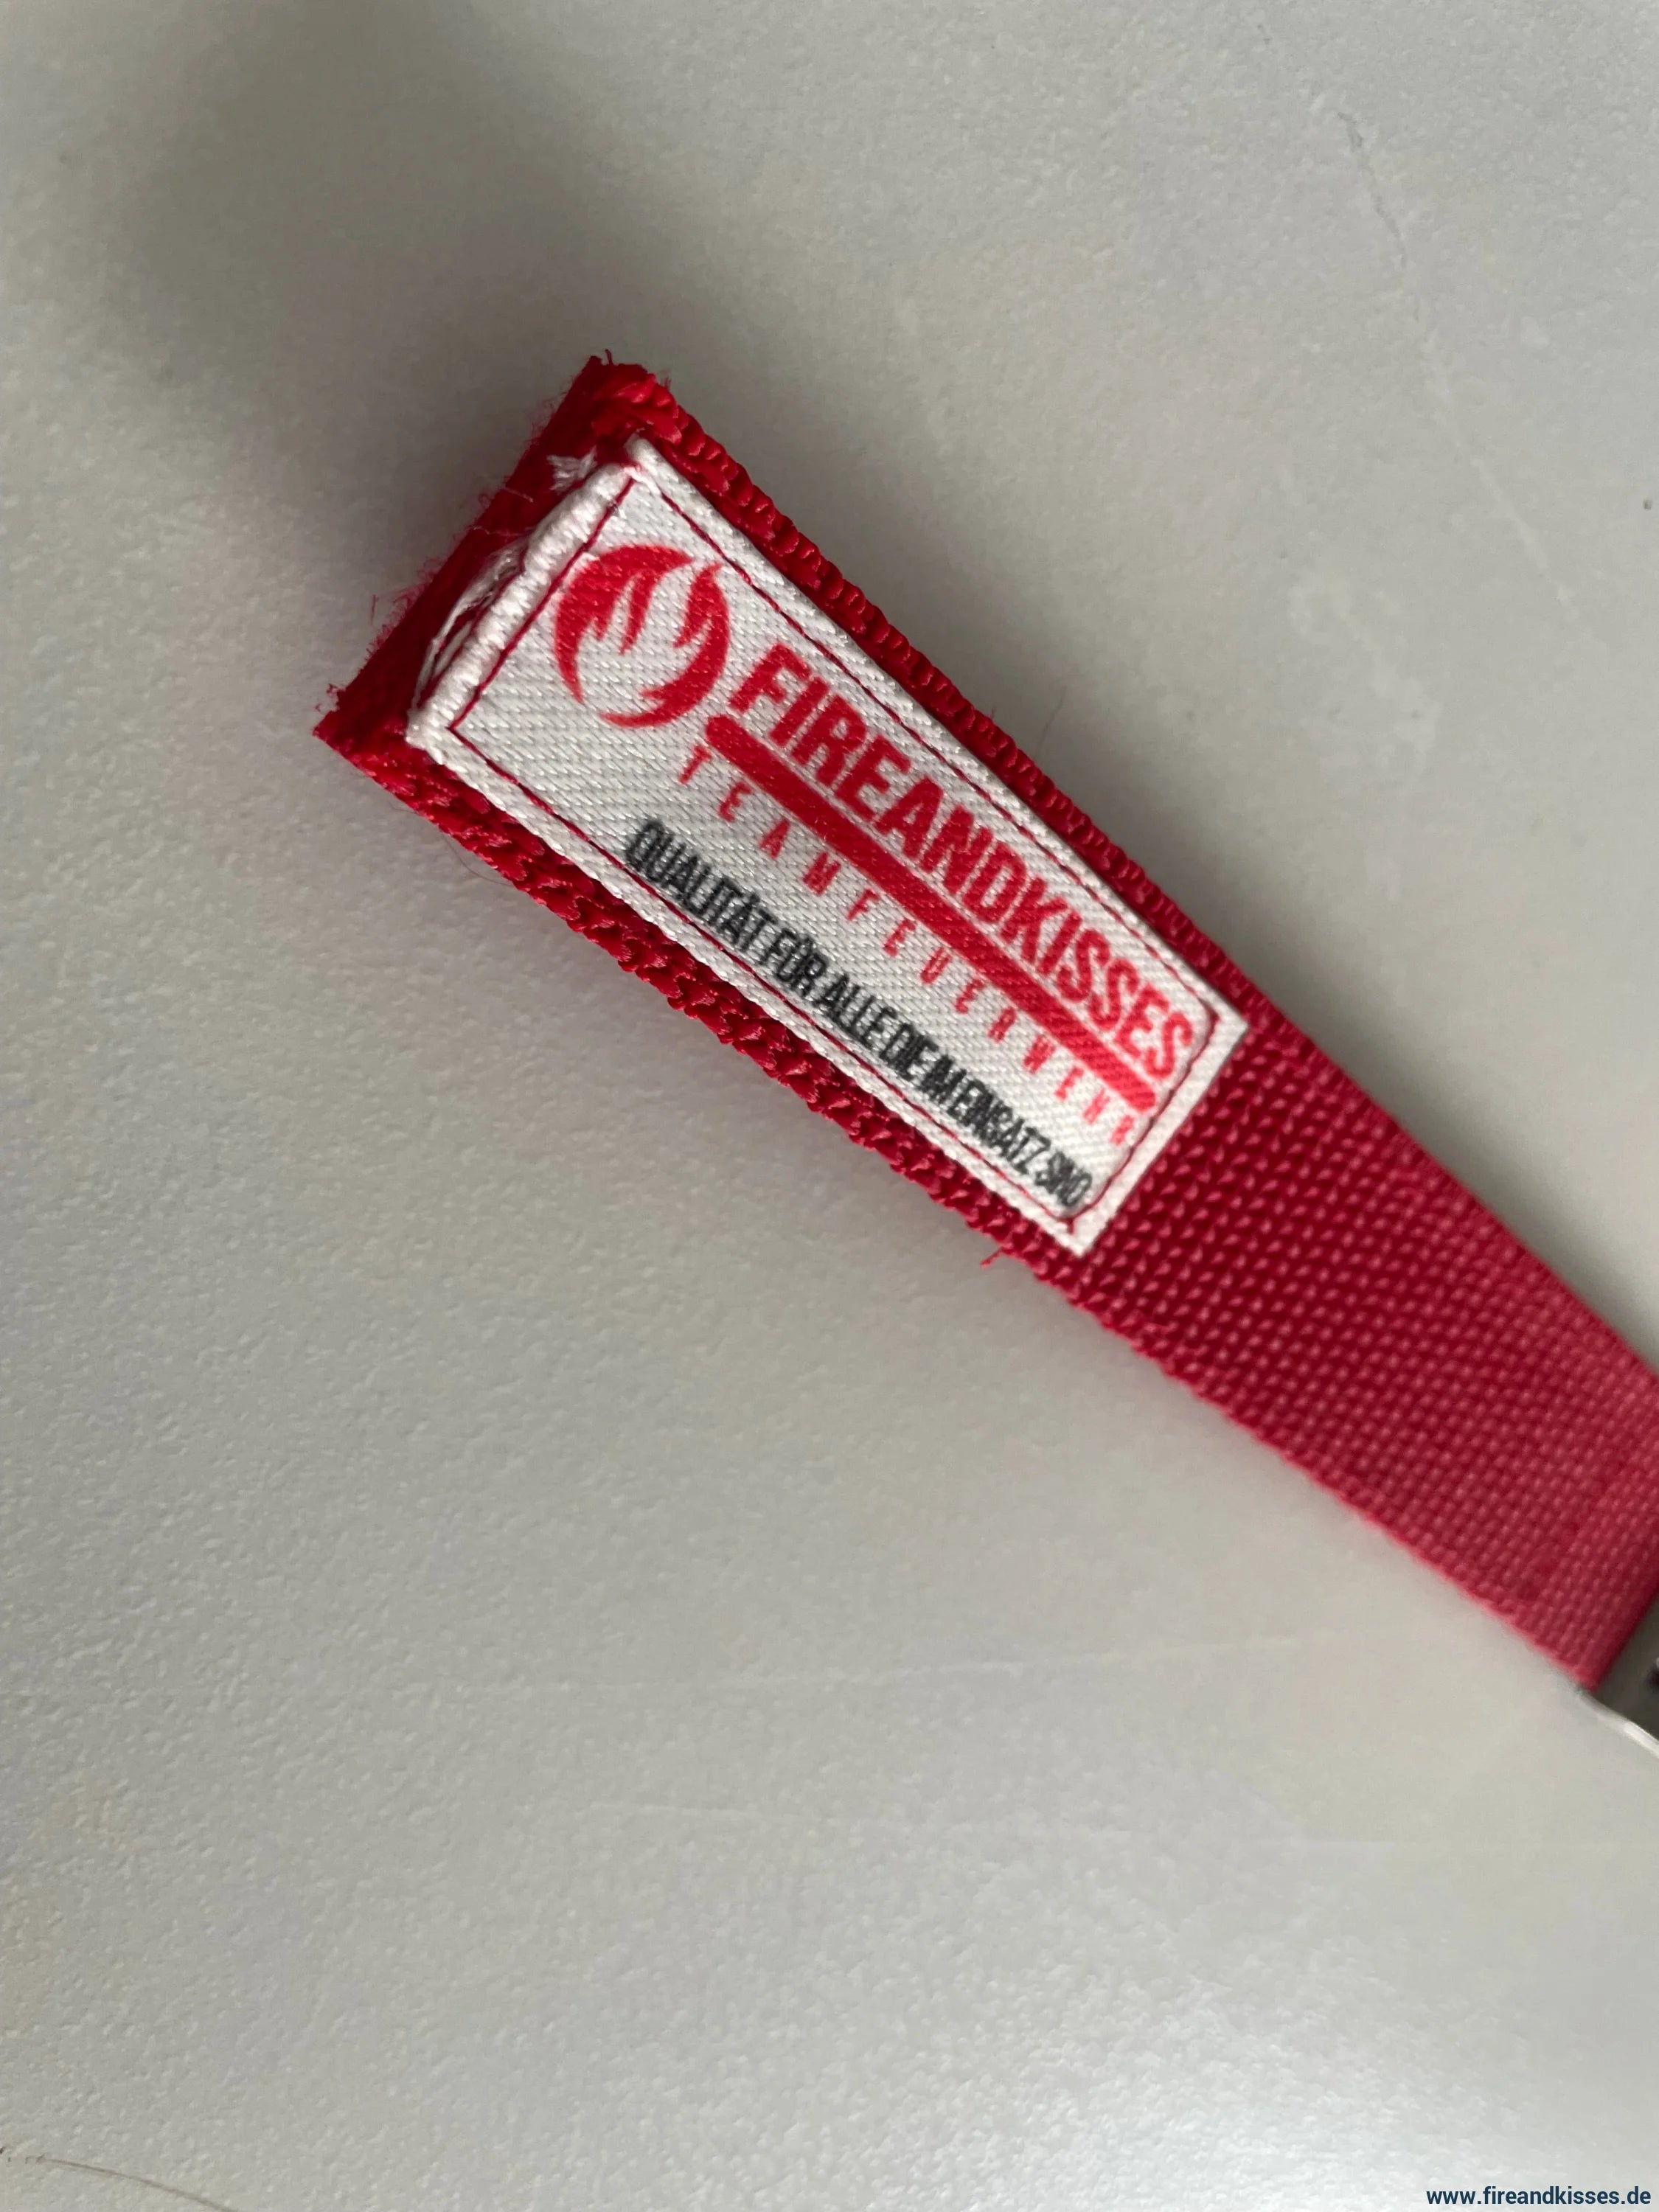 FIREANDKISSES
TEAMFEUERWEHR
QUALITÄT FÜR ALLE DIE IM EINSATZ SIND
www.fireandkisses.de